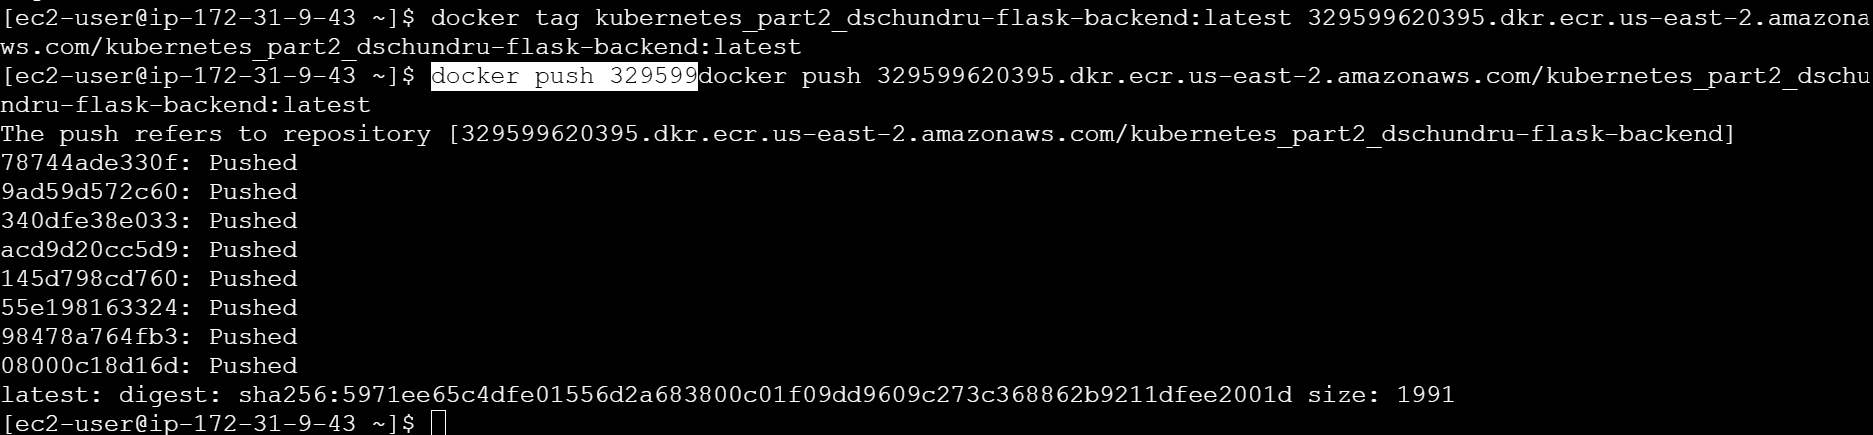 [ec2-user@ip-172-31-9-43 ~]$ docker tag kubernetes_part2_dschundru-flask-backend:latest 329599620395.dkr.ecr.us-east-2.amazona
ws.com/kubernetes_part2_dschundru-flask-backend:latest
[ec2-user@ip-172-31-9-43 ~]$ docker push 329599docker push 329599620395.dkr.ecr.us-east-2.amazonaws.com/kubernetes_part2_dschu
ndru-flask-backend:latest
The push refers to repository [329599620395.dkr.ecr.us-east-2.amazonaws.com/kubernetes_part2_dschundru-flask-backend]
78744ade330f: Pushed
9ad59d572c60: Pushed
340dfe38e033: Pushed
acd9d20cc5d9: Pushed
145d798cd760: Pushed
55e198163324: Pushed
98478a764fb3: Pushed
08000c18d16d: Pushed
latest: digest: sha256:5971ee65c4dfe01556d2a683800c01f09dd9609c273c368862b9211dfee2001d size: 1991
[ec2-user@ip-172-31-9-43 ~]$